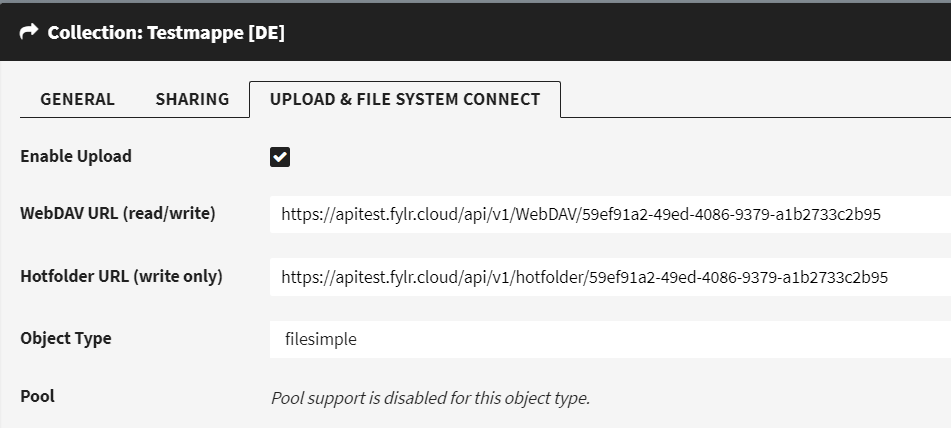 Collection: Testmappe [DE]
GENERAL SHARING UPLOAD & FILE SYSTEM CONNECT
Enable Upload
WebDAV URL (read/write) https://apitest.fylr.cloud/api/v1/WebDAV/59ef91a2-49ed-4086-9379-a1b2733c2b95
Hotfolder URL (write only) https://apitest.fylr.cloud/api/v1/hotfolder/59ef91a2-49ed-4086-9379-a1b2733c2b95
Object Type filesimple
Pool Pool support is disabled for this object type.